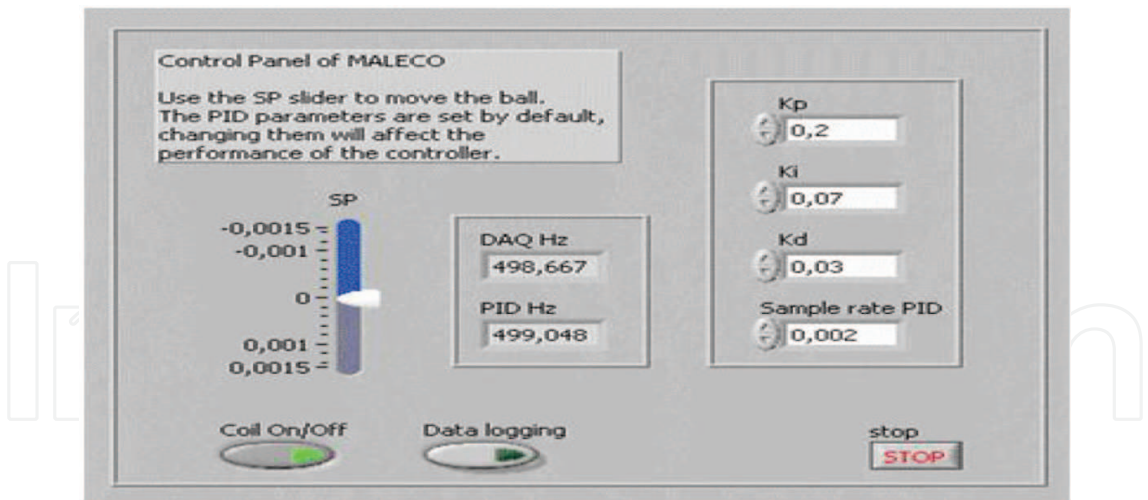 Control Panel of MALECO
Use the SP slider to move the ball.
The PID parameters are set by default,
changing them will affect the
performance of the controller.
SP
-0,0015
-0,001
0
0,001
0,0015
DAQ Hz
498,667
PID Hz
499,048
Kp
0,2
Ki
0,07
Kd
0,03
Sample rate PID
0,002
Coil On/Off
Data logging
stop
STOP